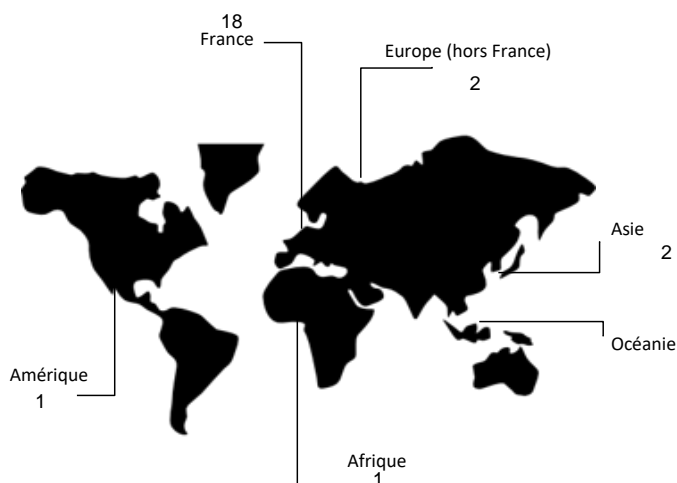 18
France
Europe (hors France)
2
Asie
2
Océanie
Amérique
1
Afrique
1